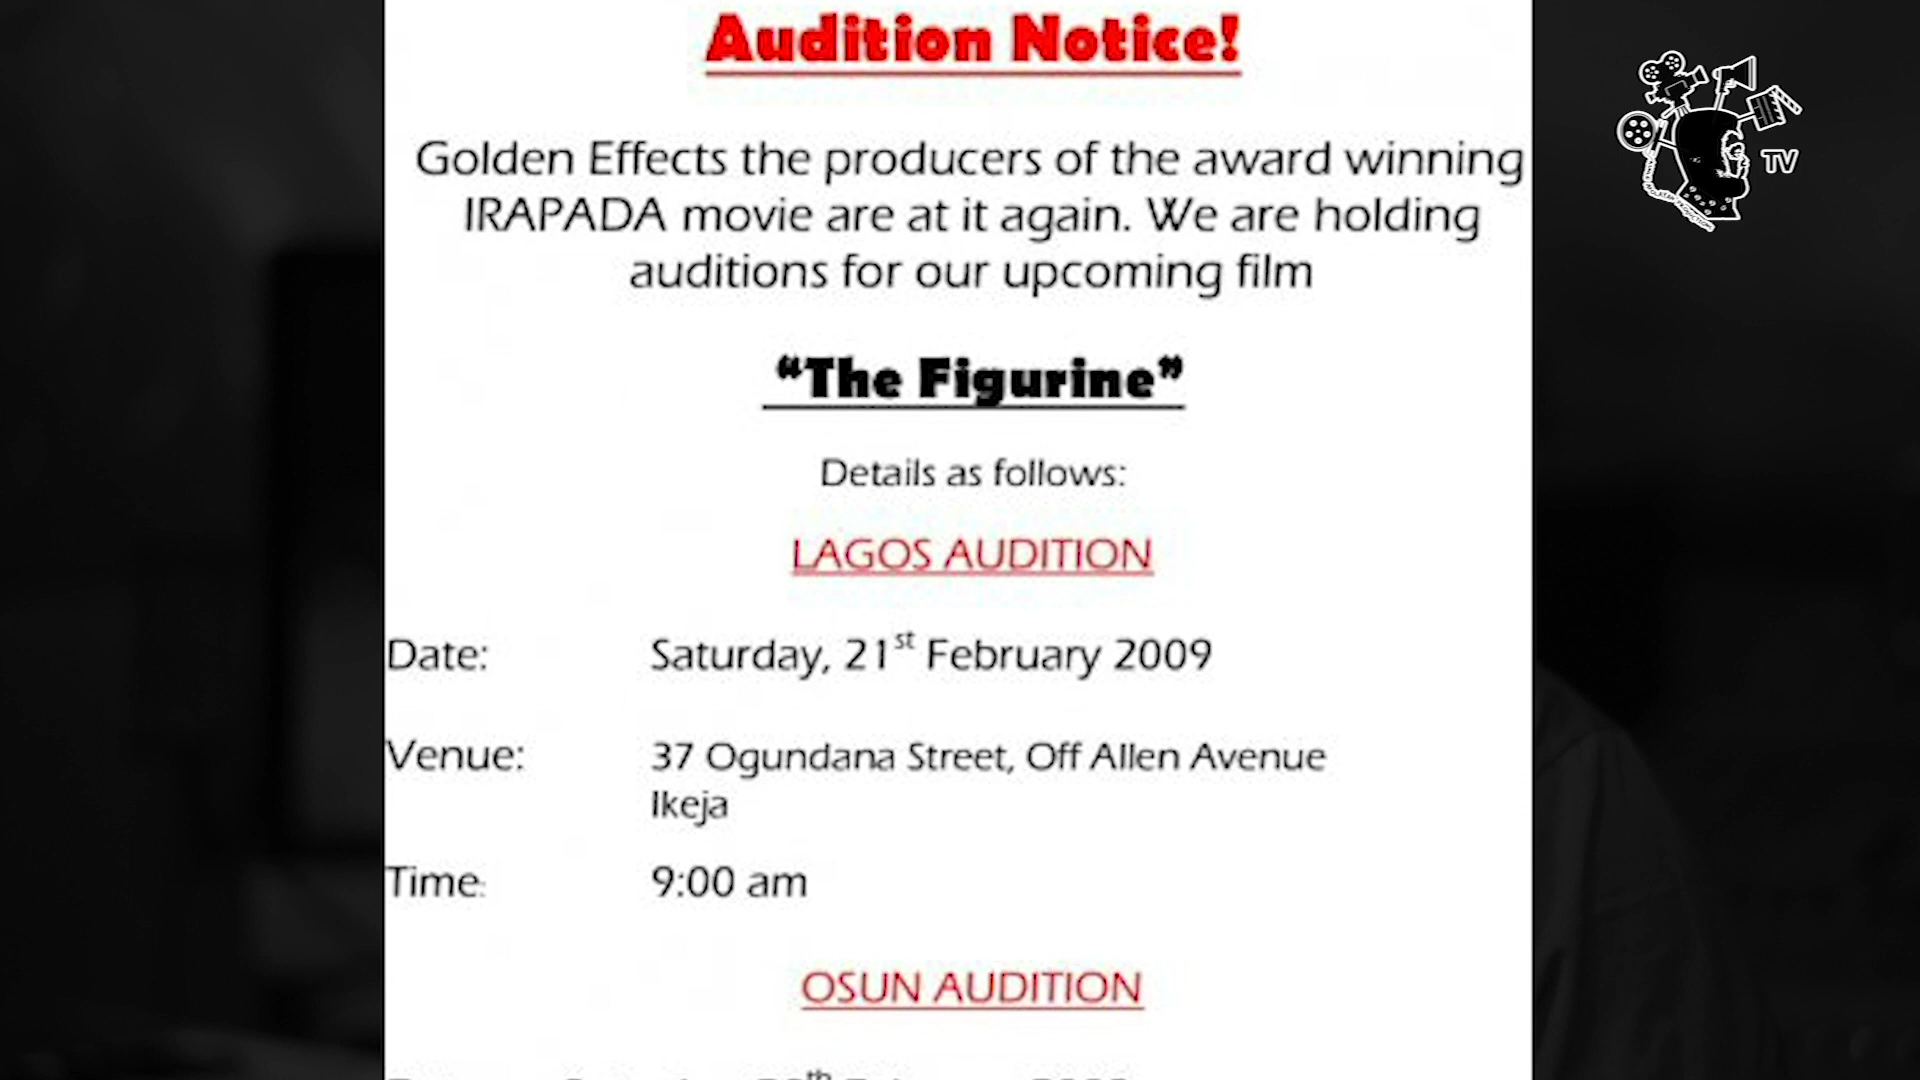 Audition Notice!
TV
Golden Effects the producers of the award winning
IRAPADA movie are at it again. We are holding
auditions for our upcoming film
“The Figurine”
Details as follows:
LAGOS AUDITION
Date: Saturday, 21st February 2009
Venue: 37 Ogundana Street, Off Allen Avenue
Ikeja
Time: 9:00 am
OSUN AUDITION